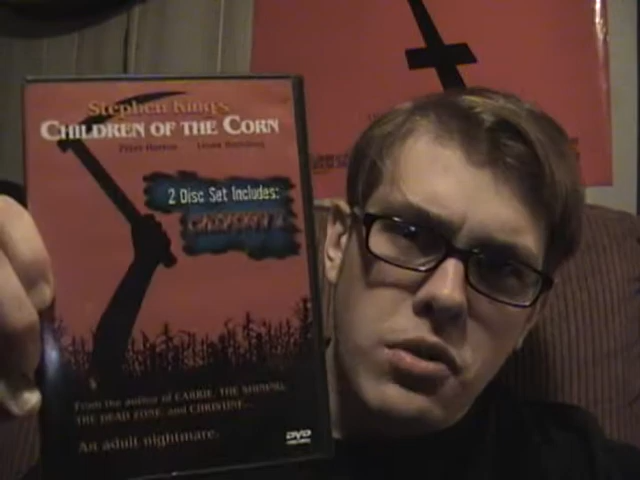 Stephen King's
CHILDREN OF THE CORN
Peter Horton Linda Hamilton
2 Disc Set Includes:
From the author of CARRIE, THE SHINING,
THE DEAD ZONE, and CHRISTINE...
An adult nightmare.
DVD